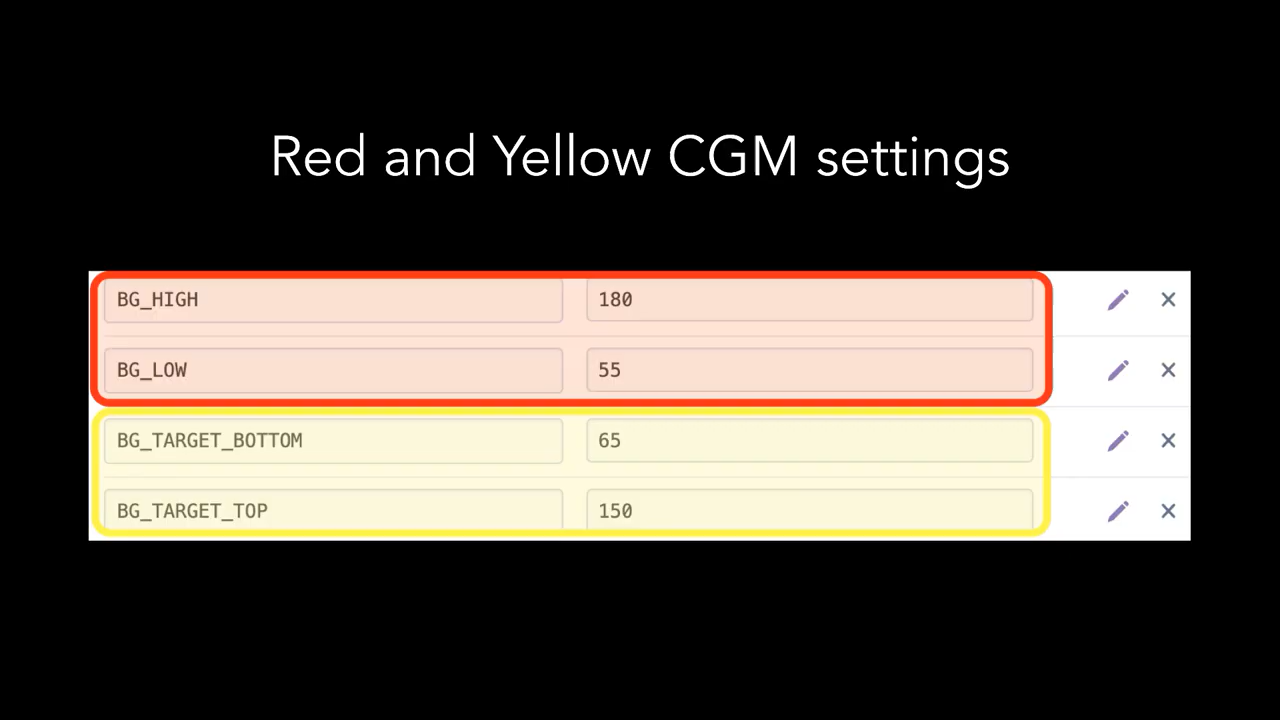 Red and Yellow CGM settings
BG_HIGH 180
BG_LOW 55
BG_TARGET_BOTTOM 65
BG_TARGET_TOP 150